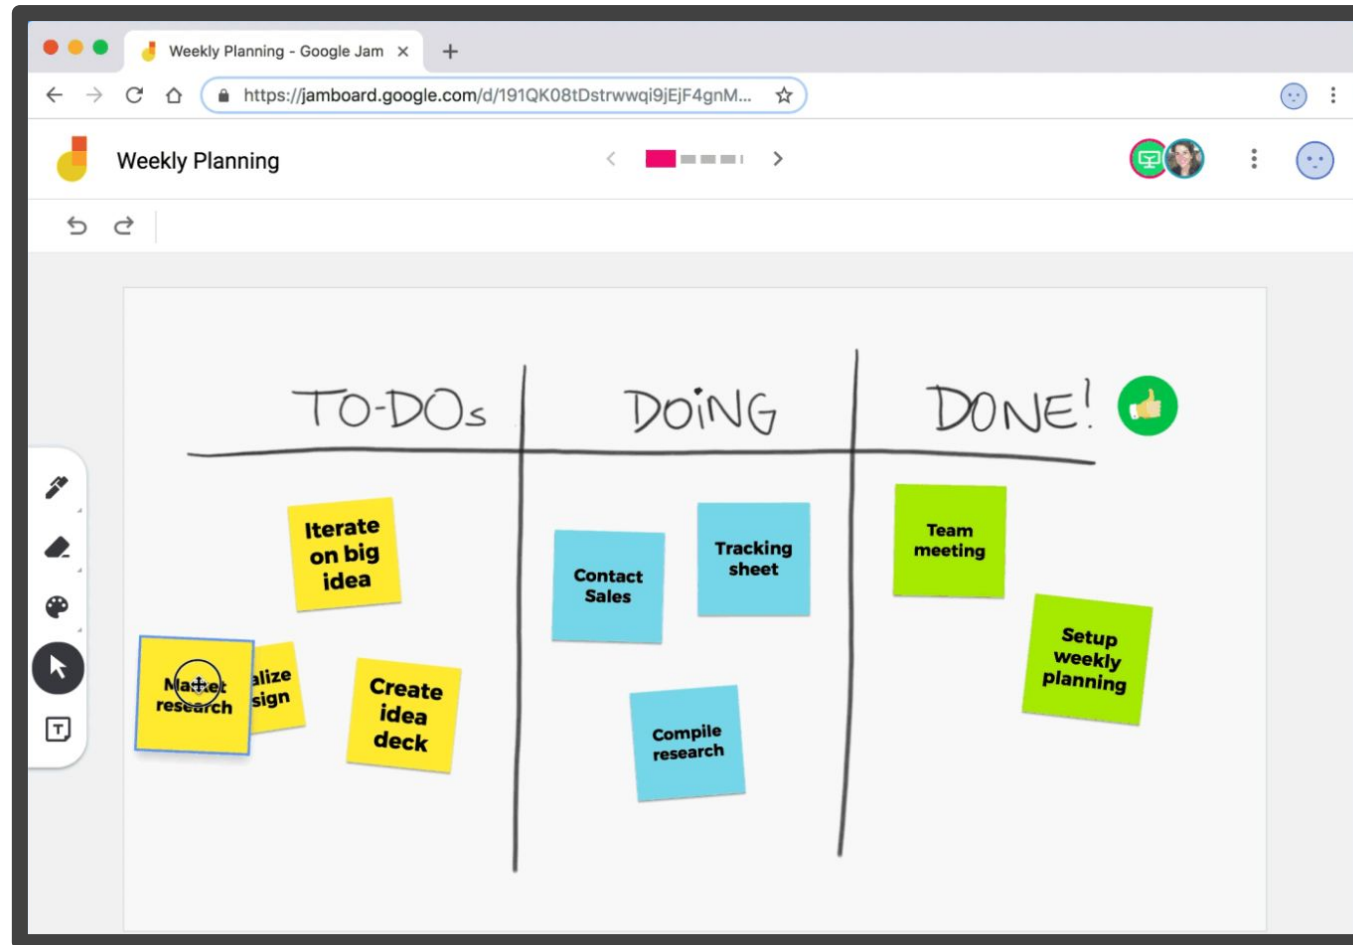 Weekly Planning - Google Jam
https://jamboard.google.com/d/191QK08tDstrwwqi9jEjF4gnM...
Weekly Planning
TO-DOs
DOiNG
DONE!
Iterate
on big
idea
Market
research
alize
sign
Create
idea
deck
Contact
Sales
Tracking
sheet
Compile
research
Team
meeting
Setup
weekly
planning
T